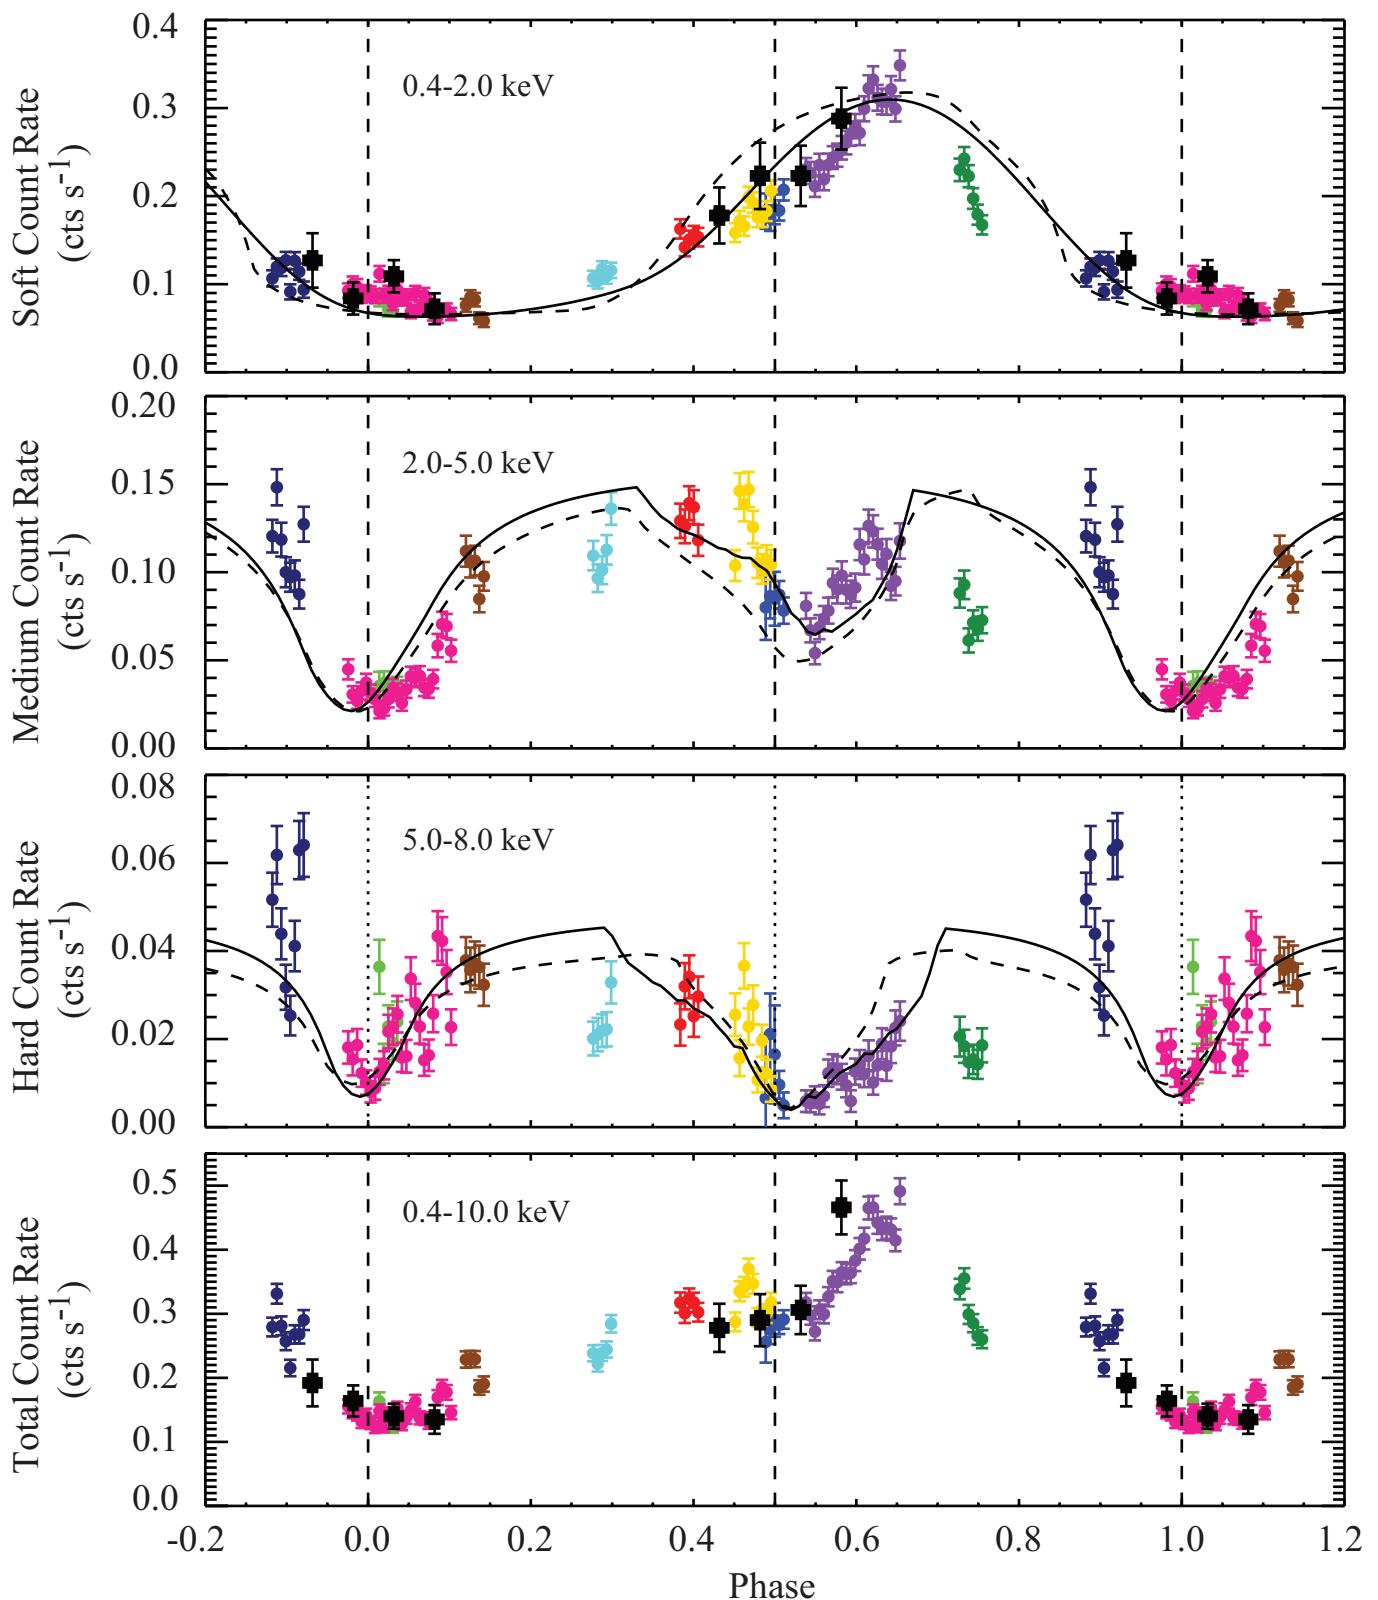 0.4
0.3
0.2
0.1
0.0
Soft Count Rate
(cts s⁻¹)
0.4-2.0 keV
0.20
0.15
0.10
0.05
0.00
Medium Count Rate
(cts s⁻¹)
2.0-5.0 keV
0.08
0.06
0.04
0.02
0.00
Hard Count Rate
(cts s⁻¹)
5.0-8.0 keV
0.5
0.4
0.3
0.2
0.1
0.0
Total Count Rate
(cts s⁻¹)
0.4-10.0 keV
-0.2 0.0 0.2 0.4 0.6 0.8 1.0 1.2
Phase